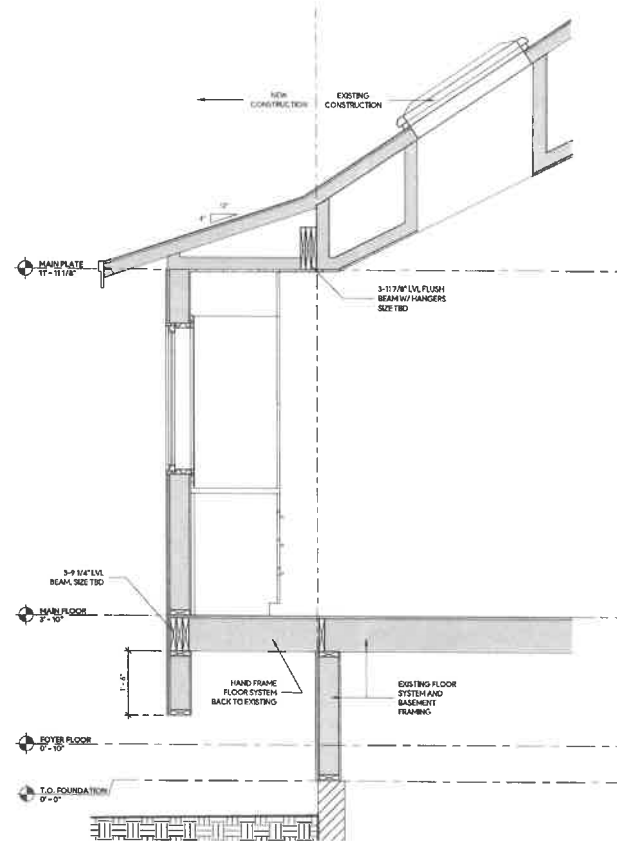 NEW
CONSTRUCTION
EXISTING
CONSTRUCTION
12"
4"
MAIN PLATE
11' - 11 1/8"
3-11 7/8" LVL FLUSH
BEAM W/ HANGERS
SIZE TBD
3-9 1/4" LVL
BEAM, SIZE TBD
MAIN FLOOR
3' - 10"
1' - 6"
HAND FRAME
FLOOR SYSTEM
BACK TO EXISTING
EXISTING FLOOR
SYSTEM AND
BASEMENT
FRAMING
FOYER FLOOR
0' - 10"
T.O. FOUNDATION
0' - 0"